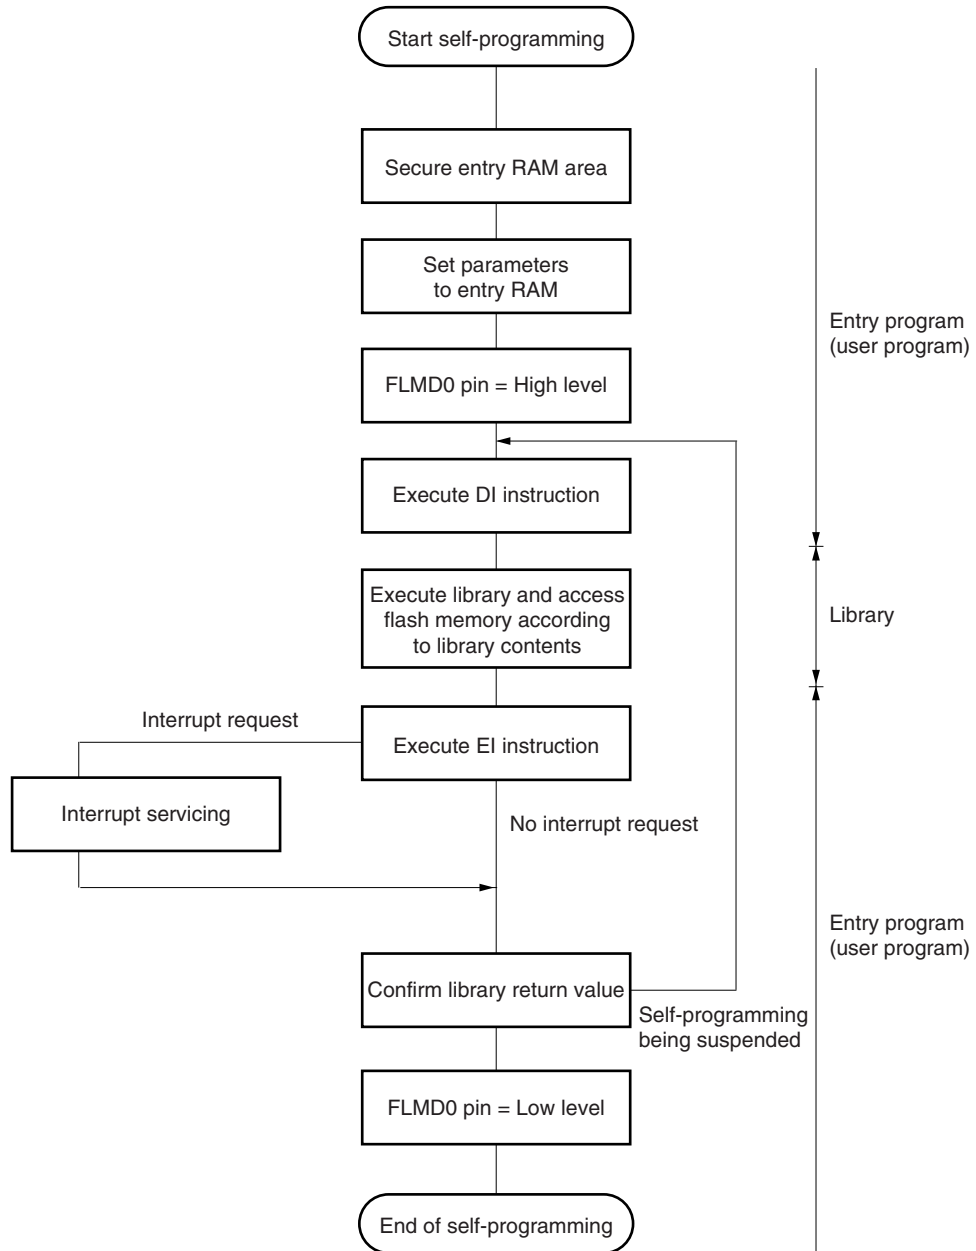 Start self-programming
Secure entry RAM area
Set parameters
to entry RAM
Entry program
(user program)
FLMD0 pin = High level
Execute DI instruction
Execute library and access
flash memory according
to library contents
Library
Interrupt request
Execute EI instruction
Interrupt servicing
No interrupt request
Entry program
(user program)
Confirm library return value
Self-programming
being suspended
FLMD0 pin = Low level
End of self-programming